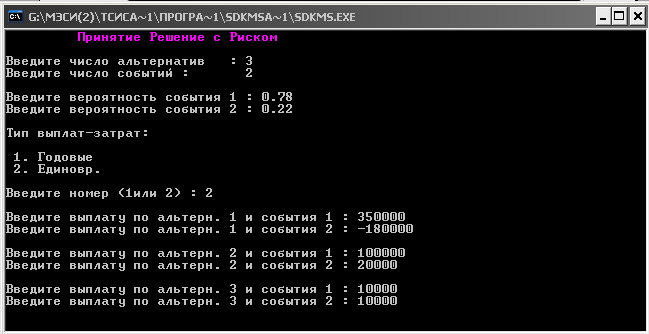 G:\МЭСИ(2)\ТСИСА~1\ПРОГРА~1\SDKMSA~1\SDKMS.EXE
Принятие Решение с Риском
Введите число альтернатив : 3
Введите число событий : 2
Введите вероятность события 1 : 0.78
Введите вероятность события 2 : 0.22
Тип выплат-затрат:
1. Годовые
2. Единовр.
Введите номер (1или 2) : 2
Введите выплату по альтерн. 1 и события 1 : 350000
Введите выплату по альтерн. 1 и события 2 : -180000
Введите выплату по альтерн. 2 и события 1 : 100000
Введите выплату по альтерн. 2 и события 2 : 20000
Введите выплату по альтерн. 3 и события 1 : 10000
Введите выплату по альтерн. 3 и события 2 : 10000